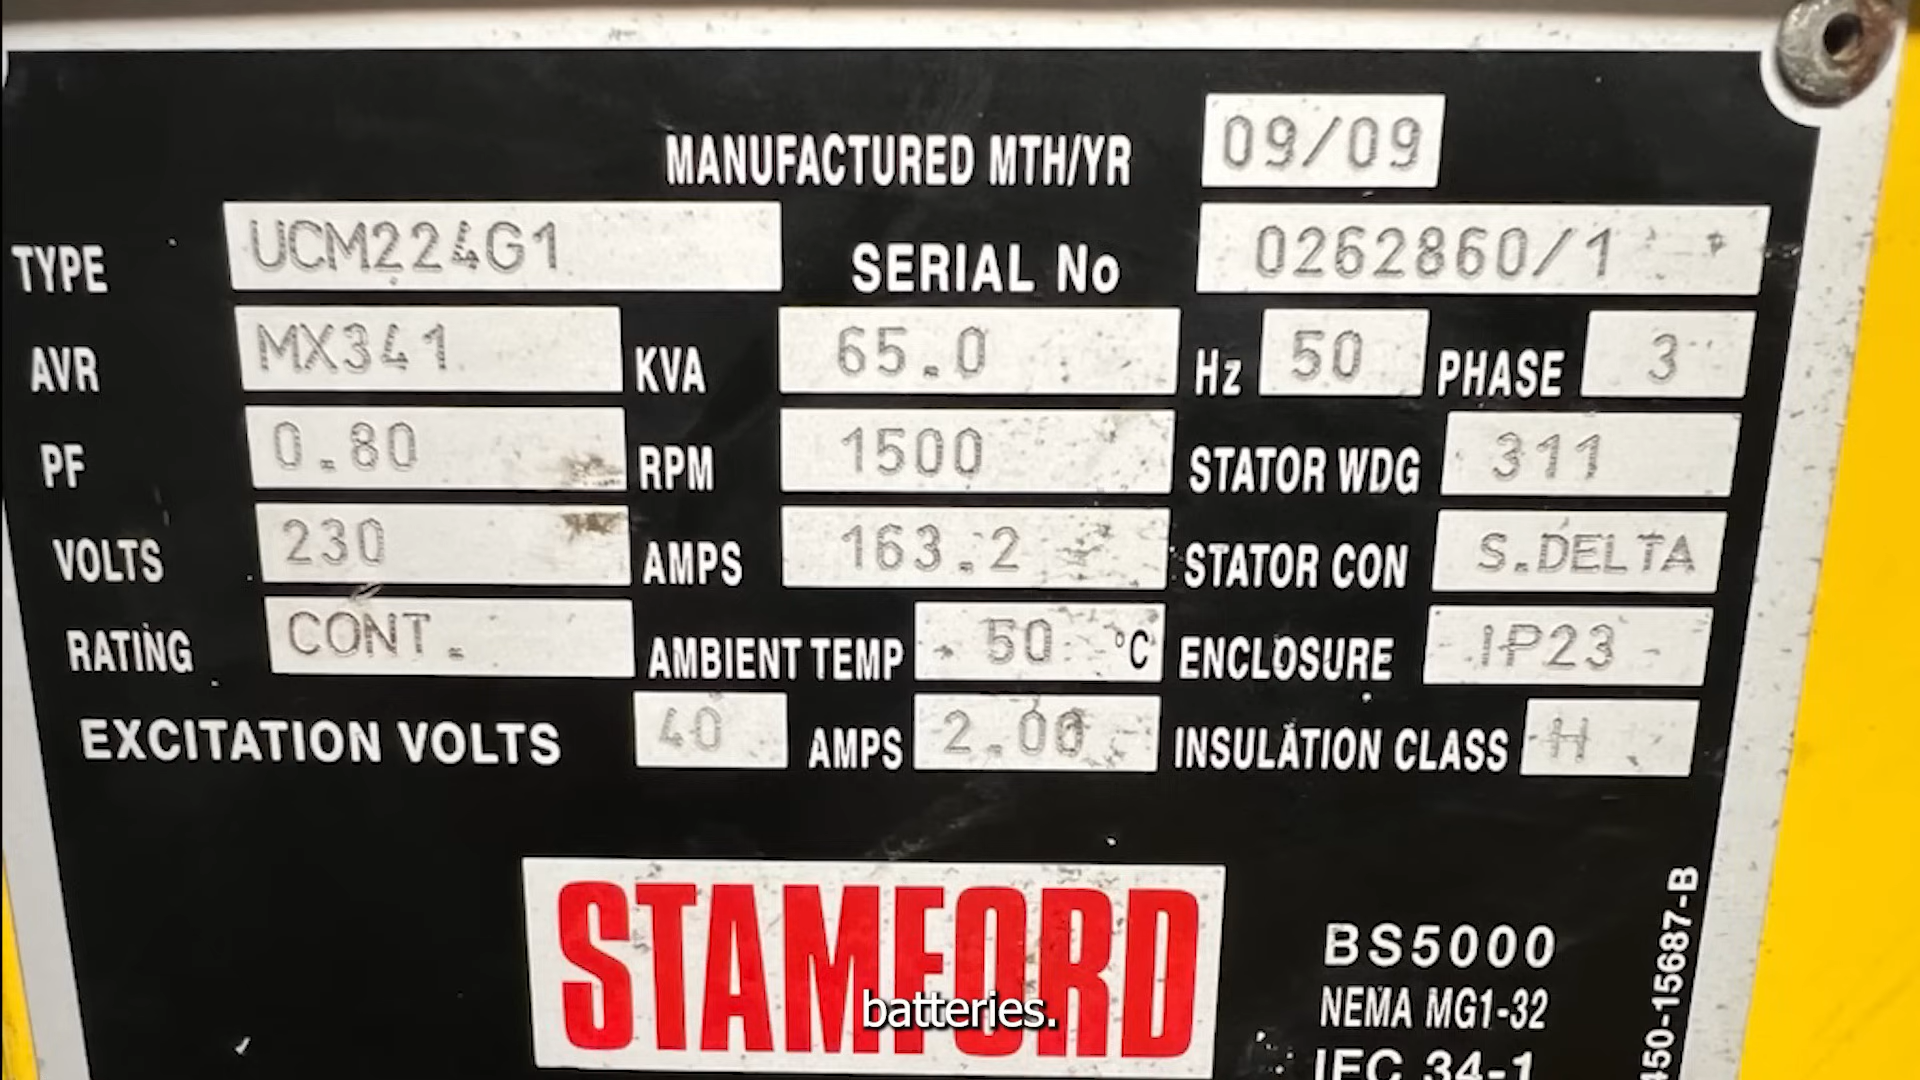 MANUFACTURED MTH/YR 09/09
TYPE UCM224G1 SERIAL No 0262860/1
AVR MX341 KVA 65.0 Hz 50 PHASE 3
PF 0.80 RPM 1500 STATOR WDG 311
VOLTS 230 AMPS 163.2 STATOR CON S.DELTA
RATING CONT. AMBIENT TEMP 50 °C ENCLOSURE IP23
EXCITATION VOLTS 40 AMPS 2.00 INSULATION CLASS H
STAMFORD
batteries.
BS5000
NEMA MG1-32
IEC 34-1
450-15687-B